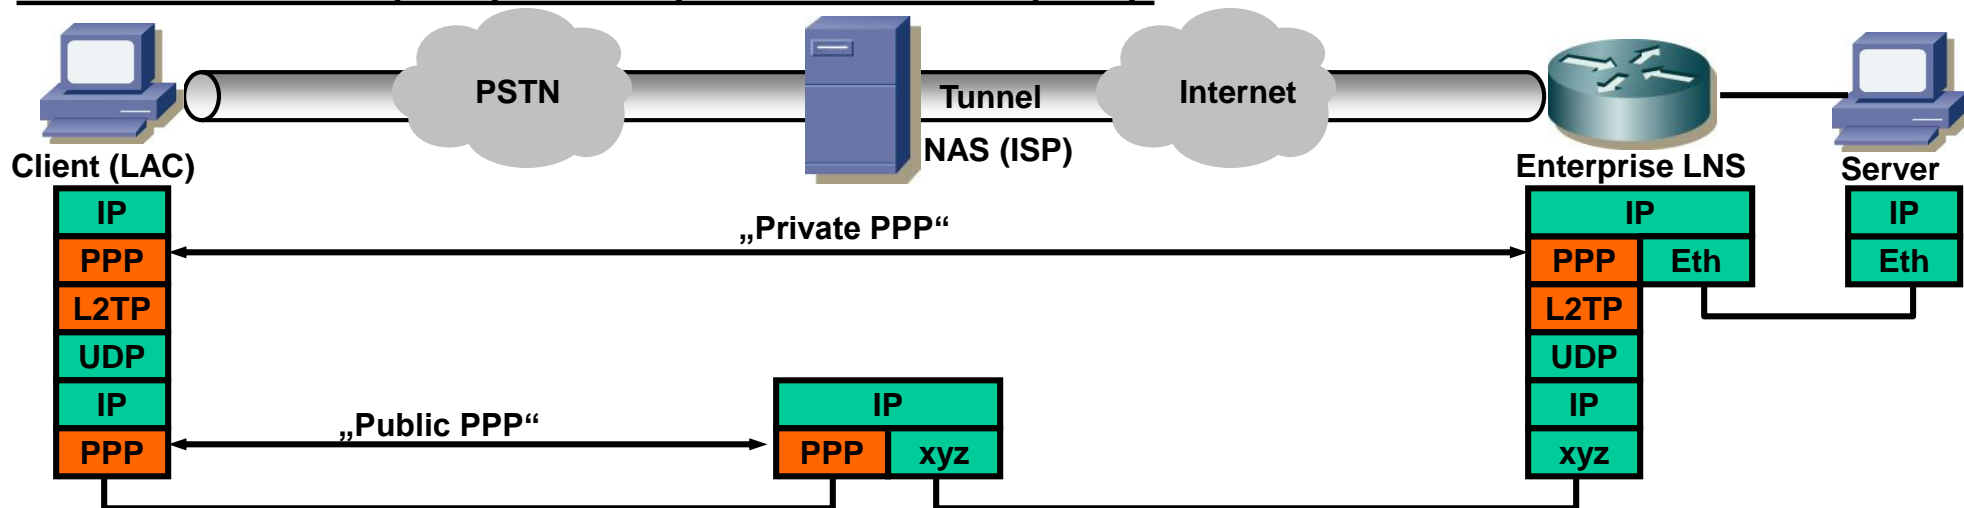 PSTN
Tunnel
Internet
NAS (ISP)
Client (LAC)
Enterprise LNS
Server
IP
PPP
L2TP
UDP
IP
PPP
„Private PPP“
„Public PPP“
IP
PPP xyz
IP
PPP Eth
L2TP
UDP
IP
xyz
IP
Eth